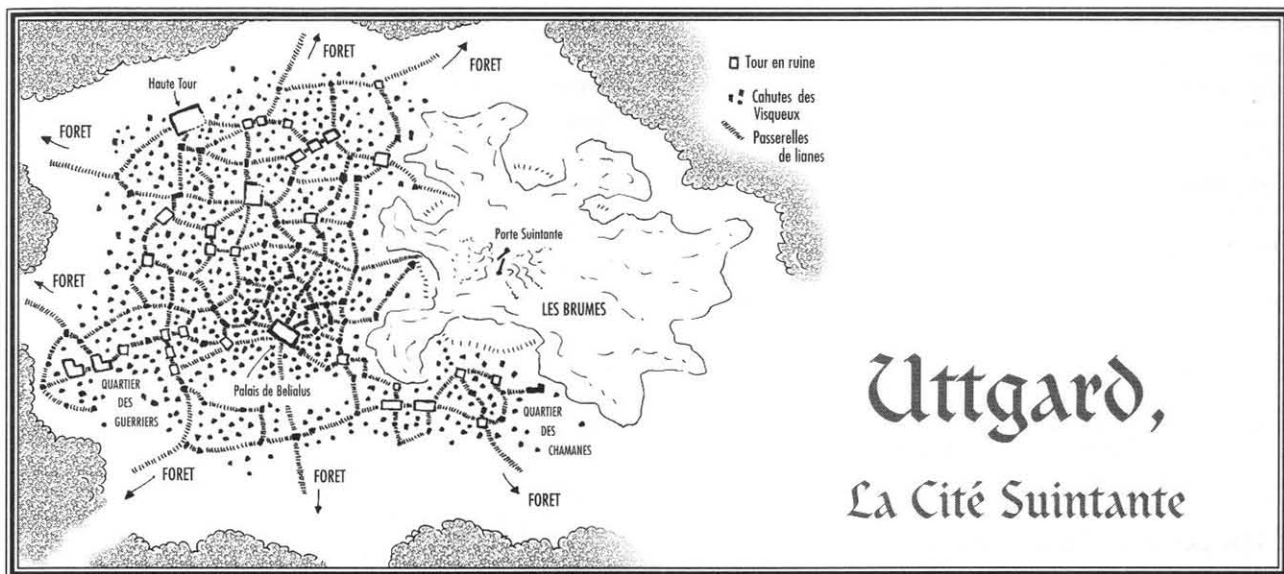 FORET
FORET
Haute Tour
FORET
Tour en ruine
Cahutes des
Visqueux
Passerelles
de lianes
Porte Suintante
FORET
LES BRUMES
QUARTIER
DES
GUERRIERS
Palais de Belialus
QUARTIER
DES
CHAMANES
FORET
FORET
FORET
Uttgard,
La Cité Suintante